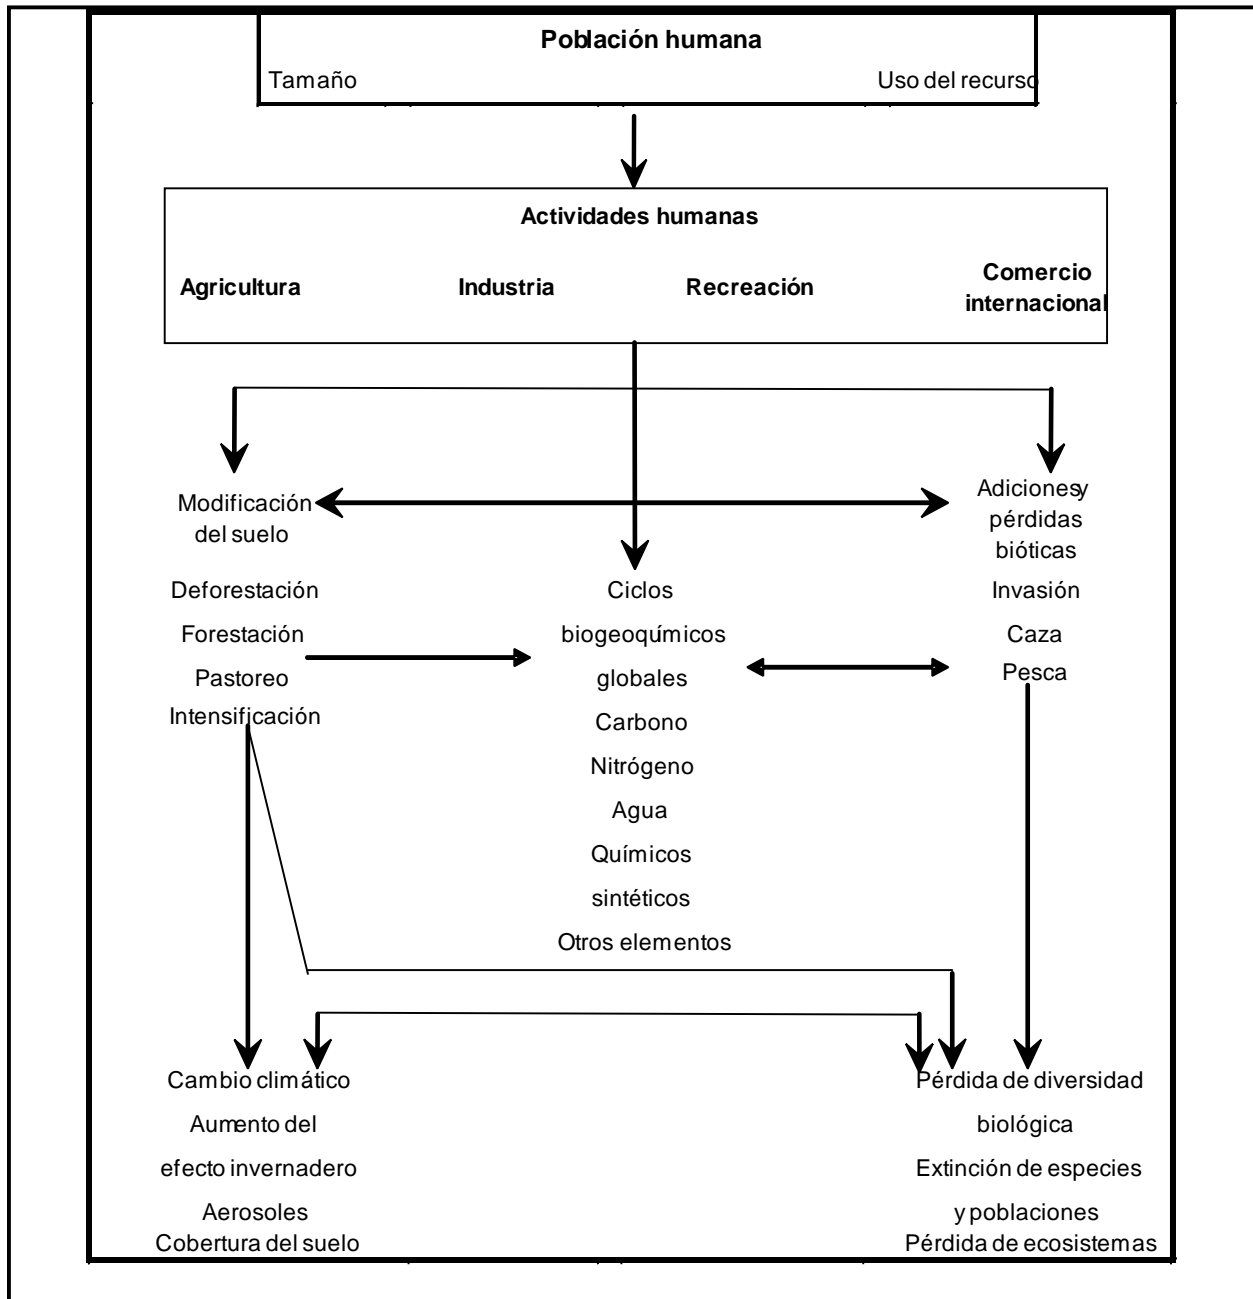 Población humana
Tamaño Uso del recurso
Actividades humanas
Agricultura Industria Recreación Comercio internacional
Modificación
del suelo
Deforestación
Forestación
Pastoreo
Intensificación
Ciclos
biogeoquímicos
globales
Carbono
Nitrógeno
Agua
Químicos
sintéticos
Otros elementos
Adiciones y
pérdidas
bióticas
Invasión
Caza
Pesca
Cambio climático
Aumento del
efecto invernadero
Aerosoles
Cobertura del suelo
Pérdida de diversidad
biológica
Extinción de especies
y poblaciones
Pérdida de ecosistemas